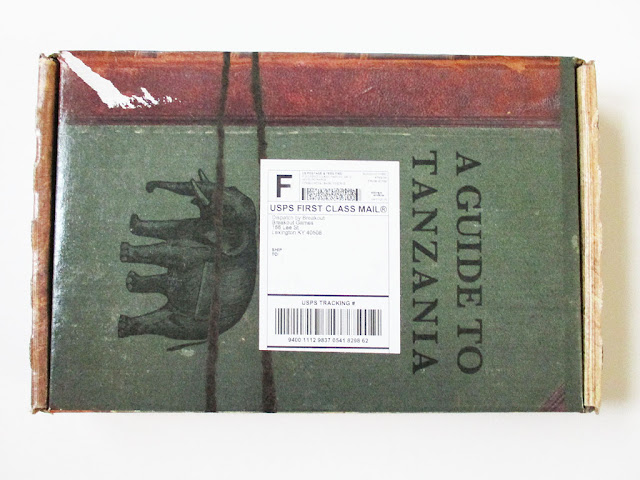 F
USPS FIRST CLASS MAIL®
Dispatch by Breakout
Breakout Games
Lexington KY 40508
SHIP
TO
USPS TRACKING #
9400 1112 9837 0541 8298 62
A GUIDE TO
TANZANIA